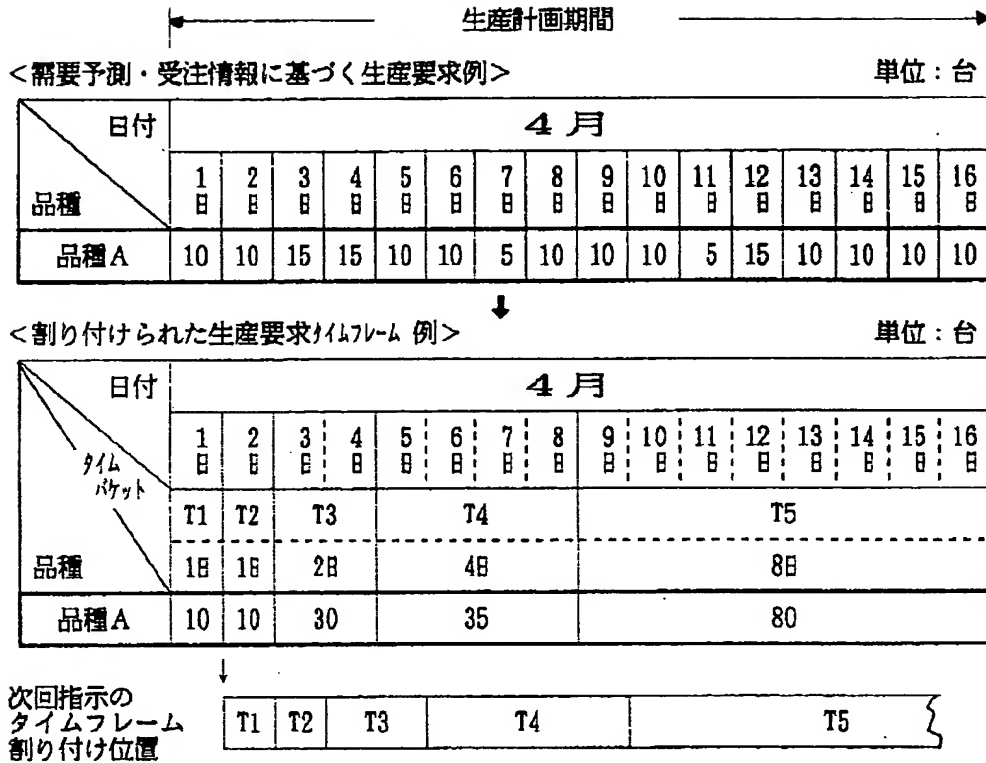 生産計画期間
<需要予測・受注情報に基づく生産要求例> 単位:台
日付 4月
品種 1日 2日 3日 4日 5日 6日 7日 8日 9日 10日 11日 12日 13日 14日 15日 16日
品種A 10 10 15 15 10 10 5 10 10 10 5 15 10 10 10 10
<割り付けられた生産要求タイムフレーム 例> 単位:台
日付 4月
1日 2日 3日 4日 5日 6日 7日 8日 9日 10日 11日 12日 13日 14日 15日 16日
タイム
バケット
T1 T2 T3 T4 T5
品種 1日 1日 2日 4日 8日
品種A 10 10 30 35 80
次回指示の
タイムフレーム
割り付け位置
T1 T2 T3 T4 T5